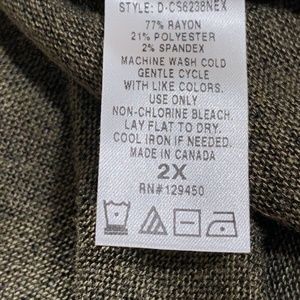 STYLE: D-CS6238NEX
77% RAYON
21% POLYESTER
2% SPANDEX
MACHINE WASH COLD
GENTLE CYCLE
WITH LIKE COLORS.
USE ONLY
NON-CHLORINE BLEACH.
LAY FLAT TO DRY.
COOL IRON IF NEEDED.
MADE IN CANADA
2X
RN#129450